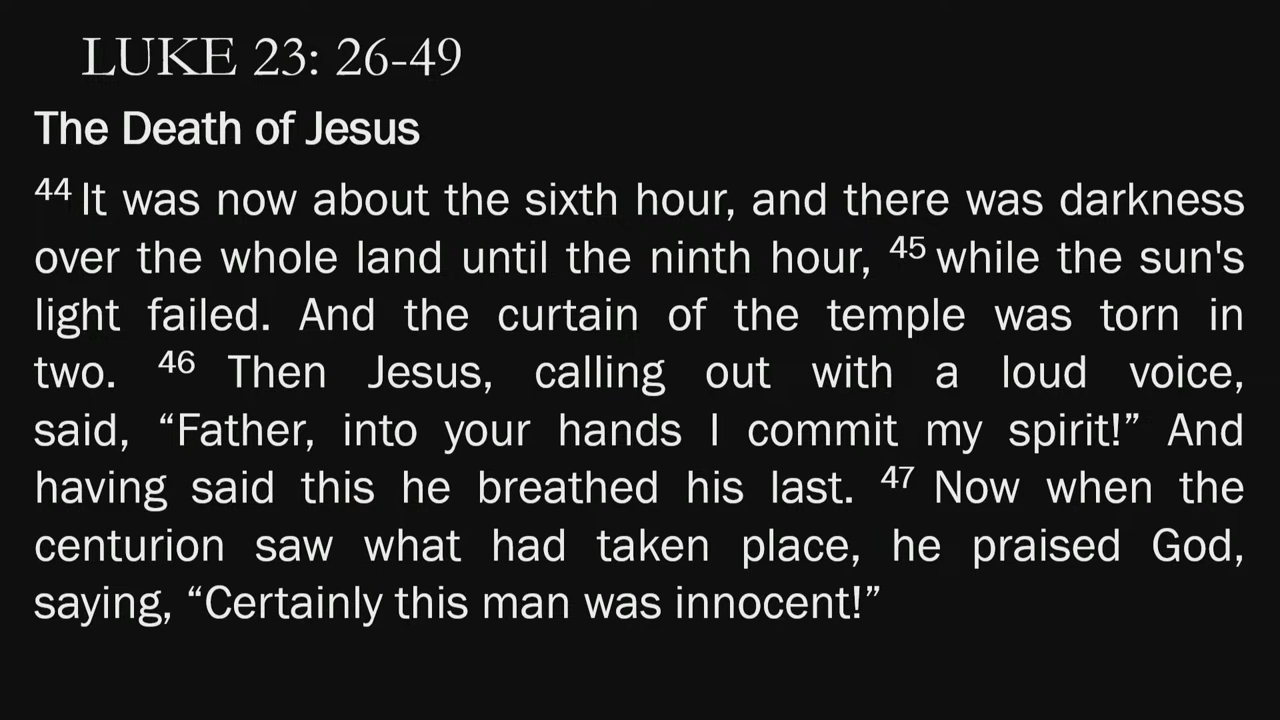 LUKE 23: 26-49
The Death of Jesus
44 It was now about the sixth hour, and there was darkness
over the whole land until the ninth hour, 45 while the sun's
light failed. And the curtain of the temple was torn in
two. 46 Then Jesus, calling out with a loud voice,
said, “Father, into your hands I commit my spirit!” And
having said this he breathed his last. 47 Now when the
centurion saw what had taken place, he praised God,
saying, “Certainly this man was innocent!”